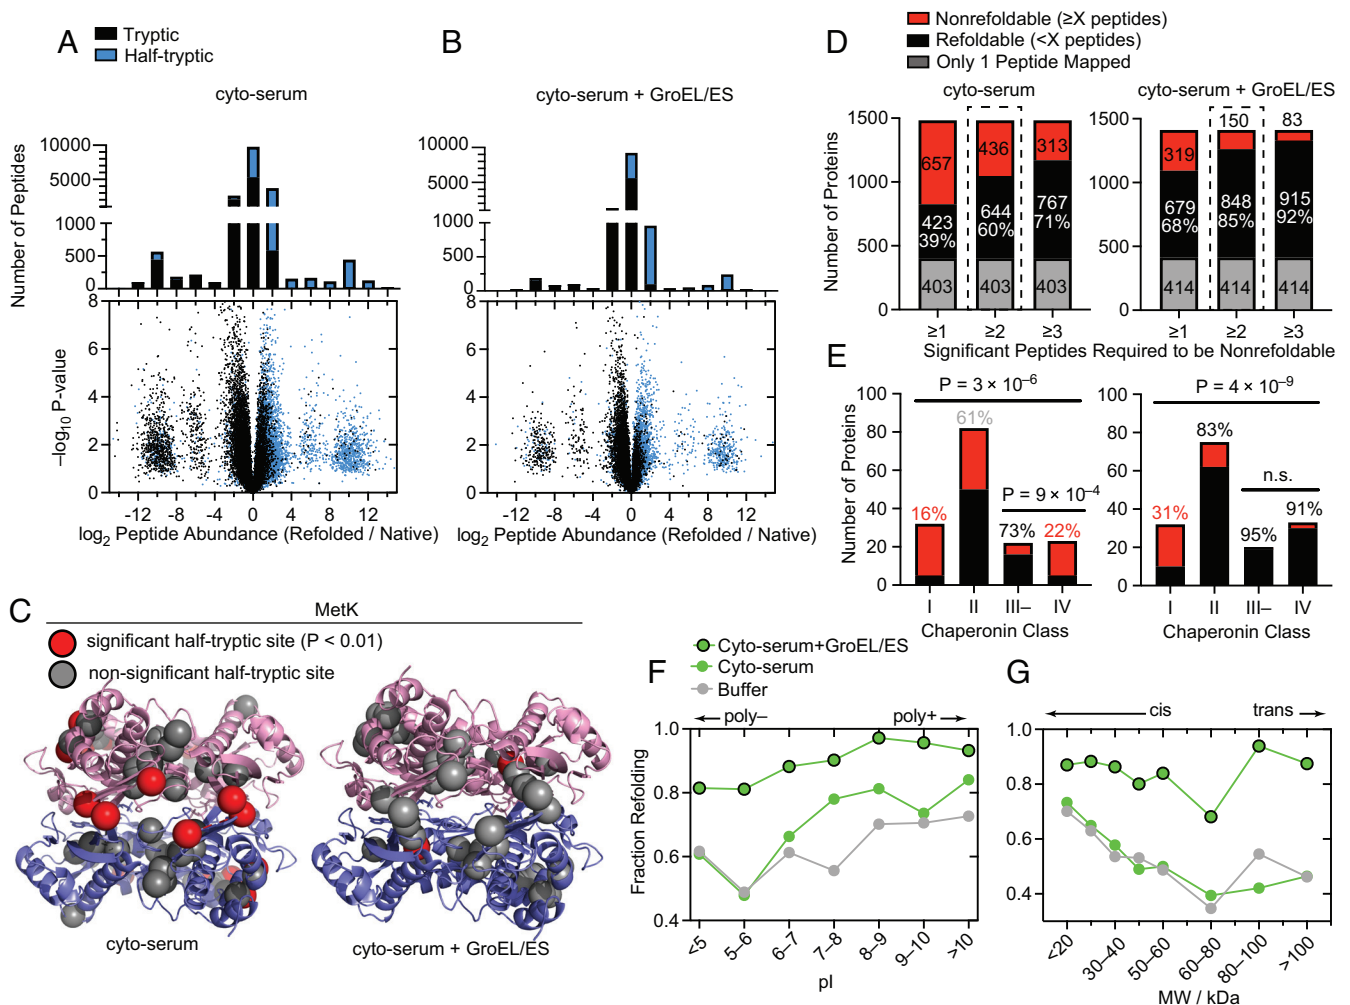 A
Tryptic
Half-tryptic
cyto-serum
Number of Peptides
10000
5000
1000
500
0
8
6
4
2
0
–log10 P-value
-12 -8 -4 0 4 8 12
log2 Peptide Abundance (Refolded / Native)
B
cyto-serum + GroEL/ES
10000
5000
1000
500
0
8
6
4
2
0
-12 -8 -4 0 4 8 12
log2 Peptide Abundance (Refolded / Native)
C
MetK
significant half-tryptic site (P < 0.01)
non-significant half-tryptic site
cyto-serum
cyto-serum + GroEL/ES
D
Nonrefoldable (≥X peptides)
Refoldable (<X peptides)
Only 1 Peptide Mapped
cyto-serum
Number of Proteins
1500
1000
500
0
657 436 313
423 39%
644 60%
767 71%
403 403 403
≥1 ≥2 ≥3
cyto-serum + GroEL/ES
1500
1000
500
0
150 83
319
679 68%
848 85%
915 92%
414 414 414
≥1 ≥2 ≥3
Significant Peptides Required to be Nonrefoldable
E
P = 3 × 10–6
Number of Proteins
100
80
60
40
20
0
61%
P = 9 × 10–4
16%
73%
22%
I II III– IV
Chaperonin Class
P = 4 × 10–9
100
80
60
40
20
0
83%
n.s.
31%
95%
91%
I II III– IV
Chaperonin Class
Cyto-serum+GroEL/ES
Cyto-serum
Buffer
F
poly–
poly+
Fraction Refolding
1.0
0.8
0.6
0.4
<5 5–6 6–7 7–8 8–9 9–10 >10
pI
G
cis
trans
1.0
0.8
0.6
0.4
<20 30–40 50–60 60–80 80–100 >100
MW / kDa